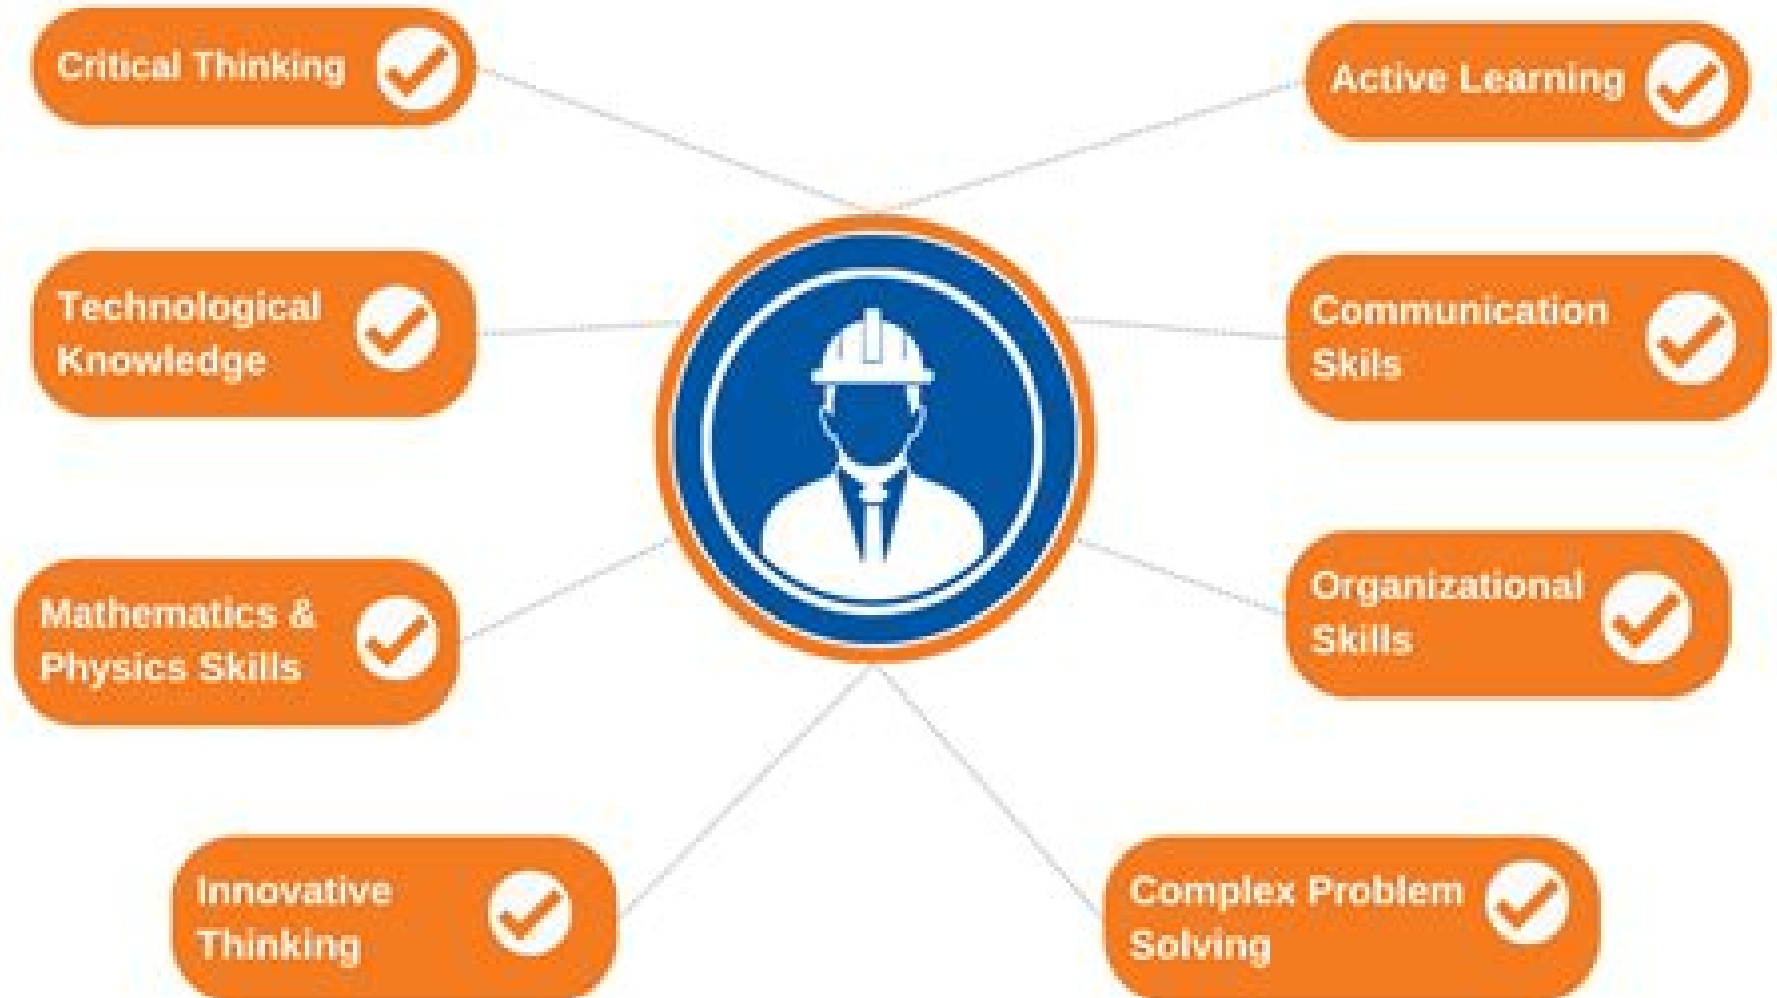 Critical Thinking
Active Learning
Technological
Knowledge
Communication
Skils
Mathematics &
Physics Skills
Organizational
Skills
Innovative
Thinking
Complex Problem
Solving